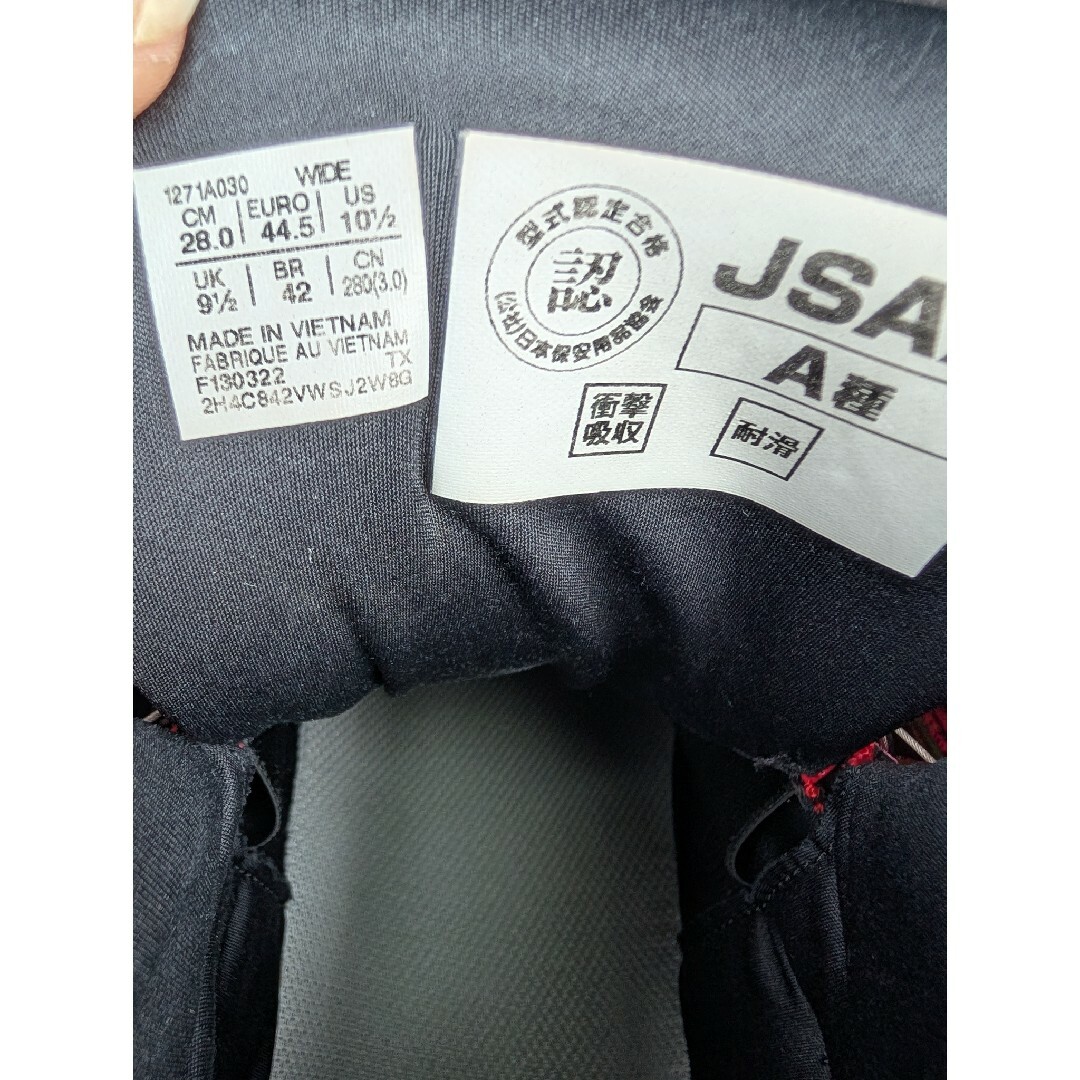 1271A030 WIDE
CM EURO US
28.0 44.5 10½
UK BR CN
9½ 42 280(3.0)
MADE IN VIETNAM
FABRIQUE AU VIETNAM
TX
F130322
2H4C842VWSJ2W8G
型式認定合格
認
(公社)日本保安用品協会
JSA
A種
衝撃
吸収
耐滑